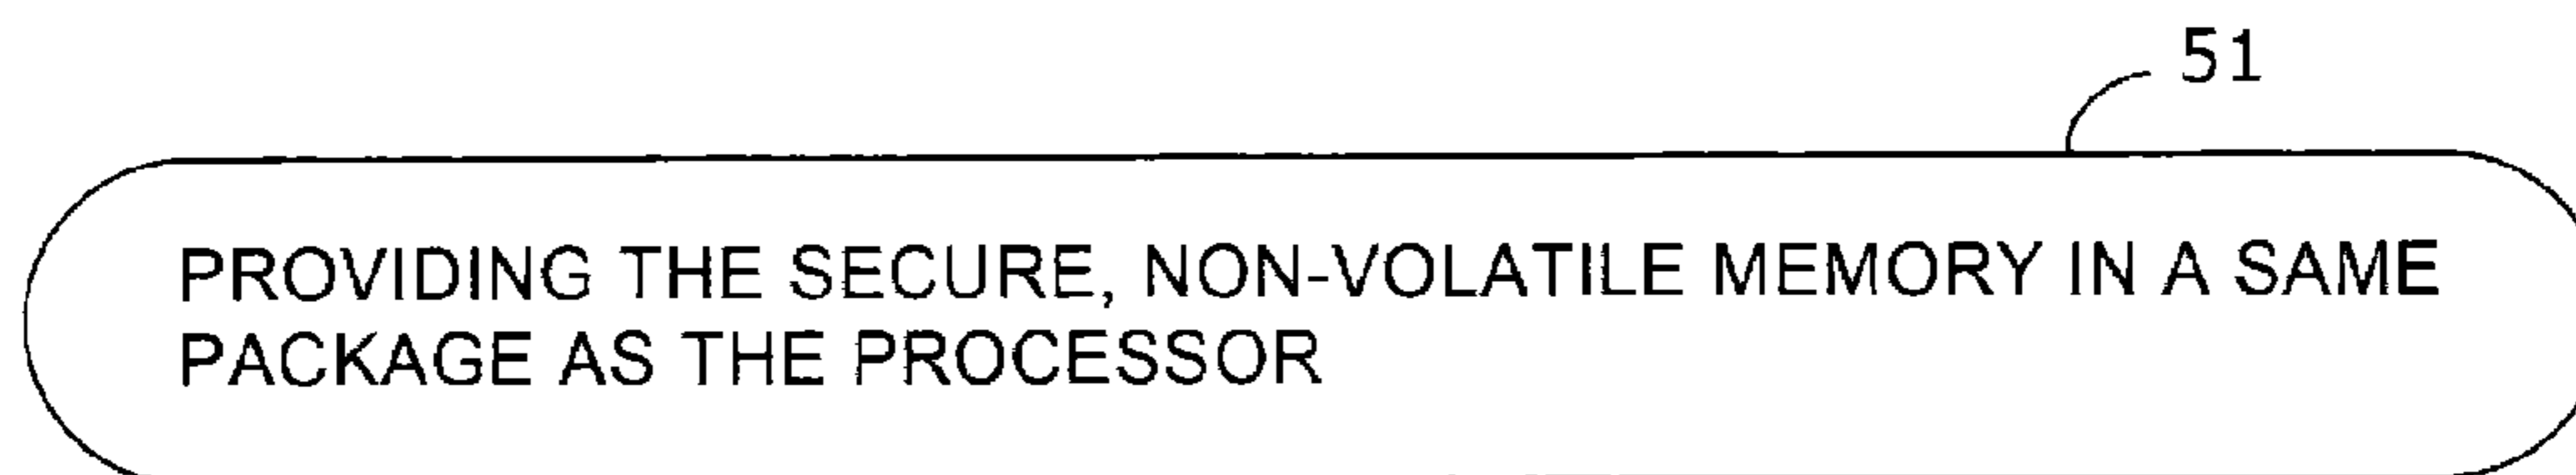 51
PROVIDING THE SECURE, NON-VOLATILE MEMORY IN A SAME
PACKAGE AS THE PROCESSOR